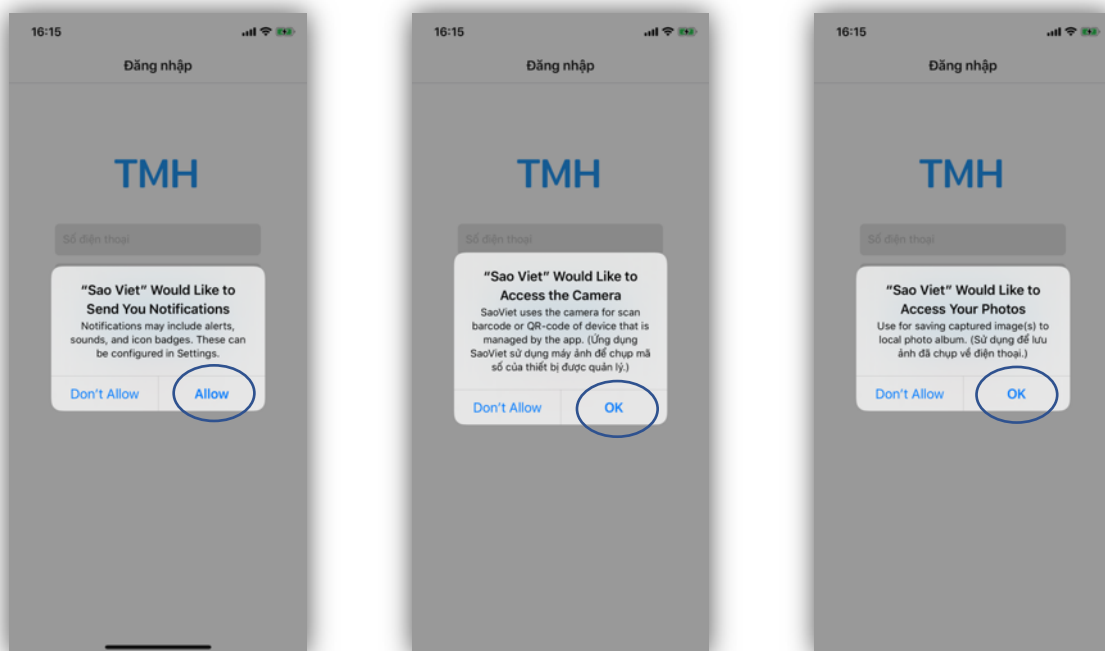 16:15
Đăng nhập
TMH
Số điện thoại
“Sao Viet” Would Like to
Send You Notifications
Notifications may include alerts,
sounds, and icon badges. These can
be configured in Settings.
Don’t Allow
Allow
16:15
Đăng nhập
TMH
Số điện thoại
“Sao Viet” Would Like to
Access the Camera
SaoViet uses the camera for scan
barcode or QR-code of device that is
managed by the app. (Ứng dụng
SaoViet sử dụng máy ảnh để chụp mã
số của thiết bị được quản lý.)
Don’t Allow
OK
16:15
Đăng nhập
TMH
Số điện thoại
“Sao Viet” Would Like to
Access Your Photos
Use for saving captured image(s) to
local photo album. (Sử dụng để lưu
ảnh đã chụp về điện thoại.)
Don’t Allow
OK